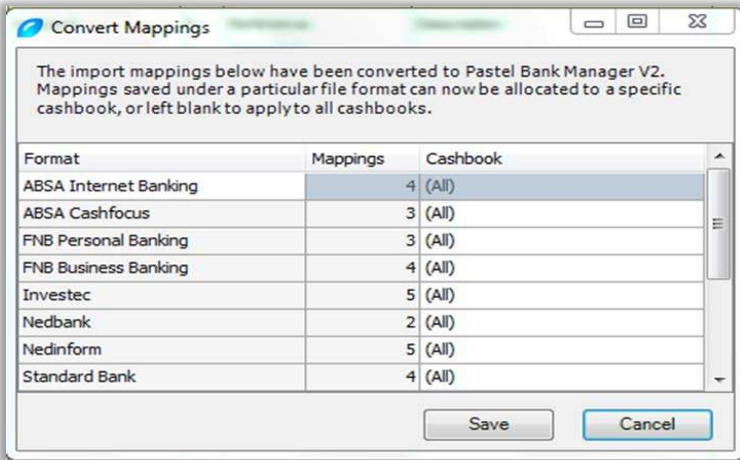 Convert Mappings
The import mappings below have been converted to Pastel Bank Manager V2.
Mappings saved under a particular file format can now be allocated to a specific
cashbook, or left blank to apply to all cashbooks.
Format Mappings Cashbook
ABSA Internet Banking 4 (All)
ABSA Cashfocus 3 (All)
FNB Personal Banking 3 (All)
FNB Business Banking 4 (All)
Investec 5 (All)
Nedbank 2 (All)
Nedinform 5 (All)
Standard Bank 4 (All)
Save Cancel